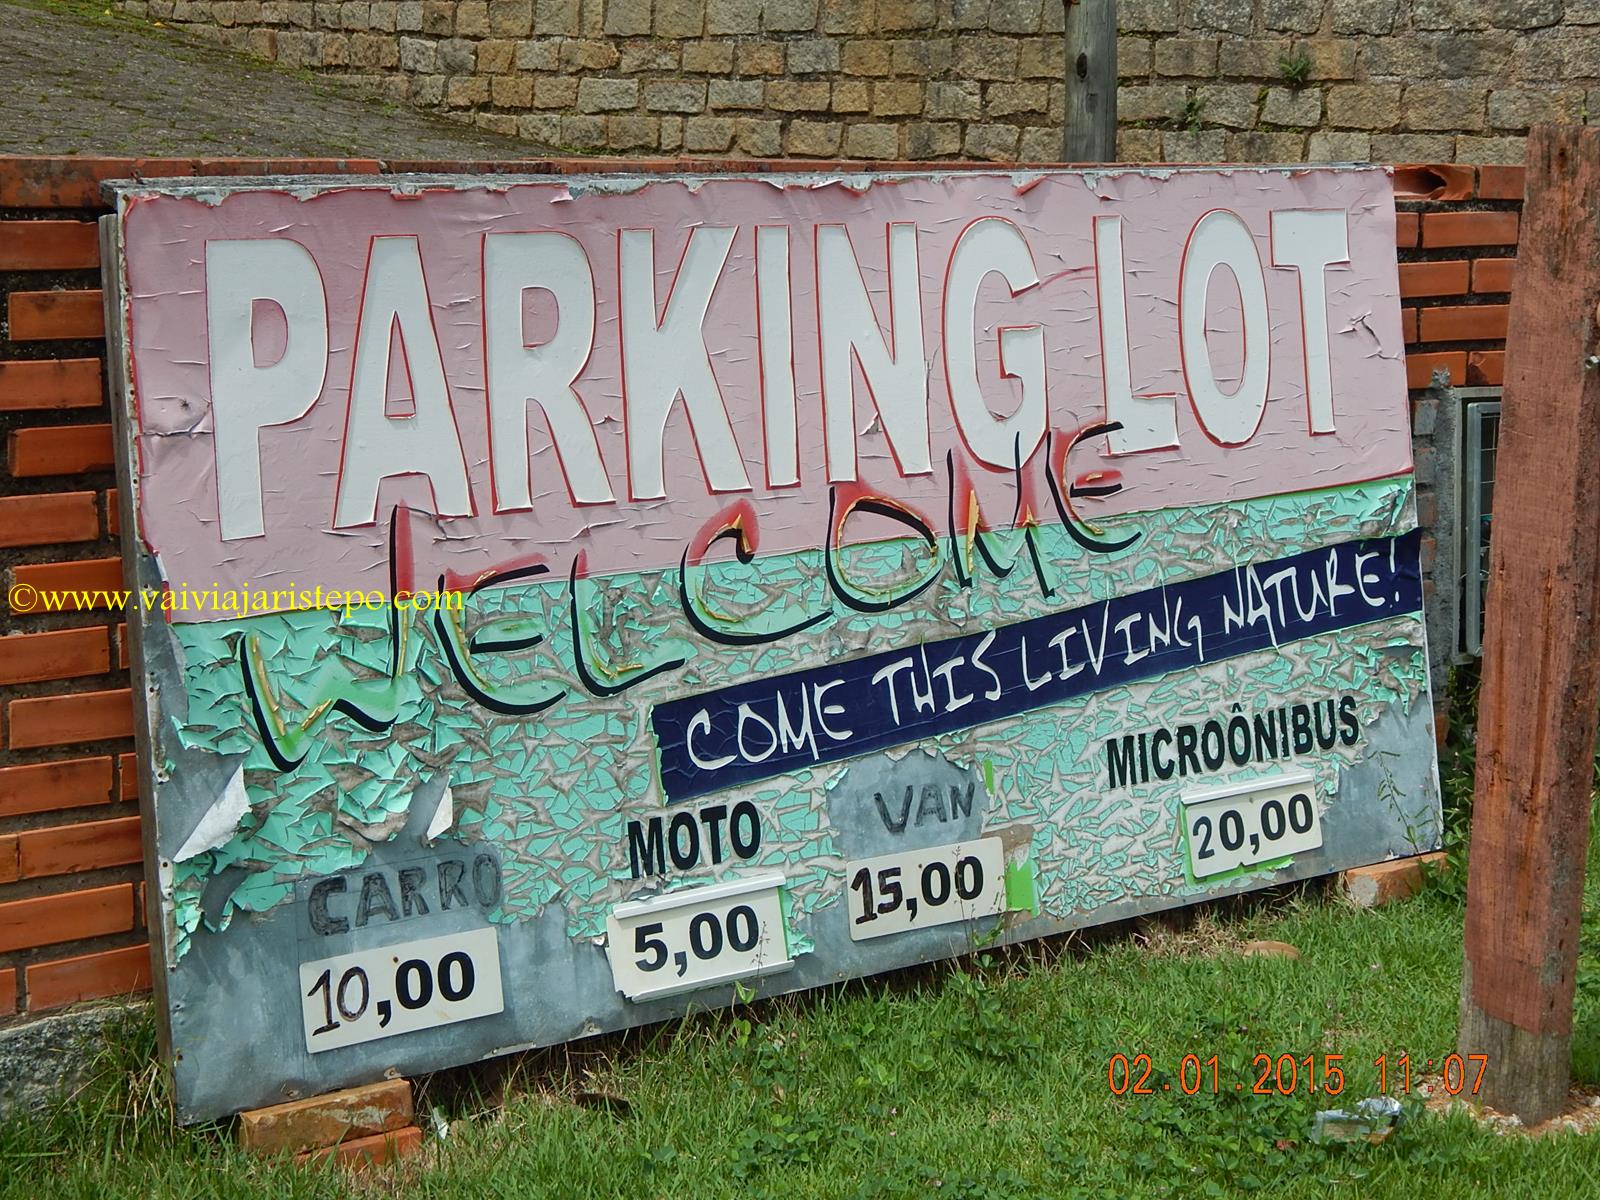 PARKING LOT
WELCOME
COME THIS LIVING NATURE!
CARRO
10,00
MOTO
5,00
VAN
15,00
MICROÔNIBUS
20,00
©www.vaiviajaristepo.com
02.01.2015 11:07